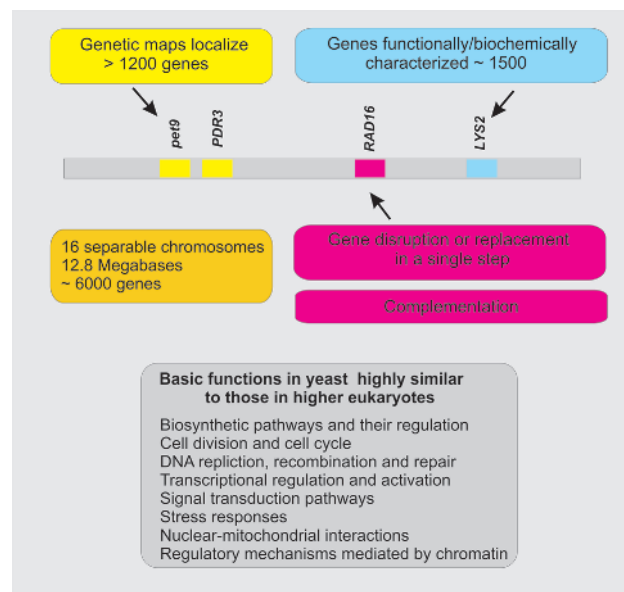 Genetic maps localize
> 1200 genes
Genes functionally/biochemically
characterized ~ 1500
pet9
PDR3
RAD16
LYS2
16 separable chromosomes
12.8 Megabases
~ 6000 genes
Gene disruption or replacement
in a single step
Complementation
Basic functions in yeast highly similar
to those in higher eukaryotes
Biosynthetic pathways and their regulation
Cell division and cell cycle
DNA repliction, recombination and repair
Transcriptional regulation and activation
Signal transduction pathways
Stress responses
Nuclear-mitochondrial interactions
Regulatory mechanisms mediated by chromatin